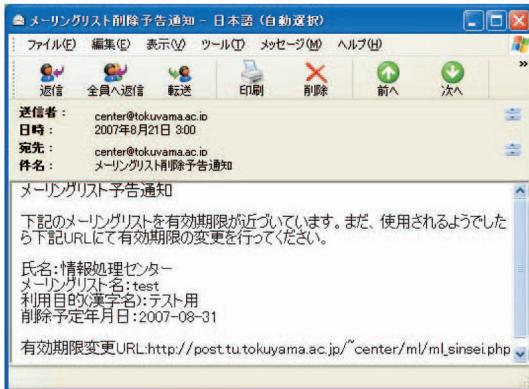 メーリングリスト削除予告通知 - 日本語 (自動選択)
ファイル(F) 編集(E) 表示(V) ツール(T) メッセージ(M) ヘルプ(H)
返信 全員へ返信 転送 印刷 削除 前へ 次へ
送信者: center@tokuyama.ac.jp
日時: 2007年8月21日 3:00
宛先: center@tokuyama.ac.jp
件名: メーリングリスト削除予告通知
メーリングリスト予告通知
下記のメーリングリストを有効期限が近づいています。まだ、使用されるようでした
ら下記URLにて有効期限の変更を行ってください。
氏名:情報処理センター
メーリングリスト名:test
利用目的(漢字名):テスト用
削除予定年月日:2007-08-31
有効期限変更URL:http://post.tu.tokuyama.ac.jp/~center/ml/ml_sinsei.php